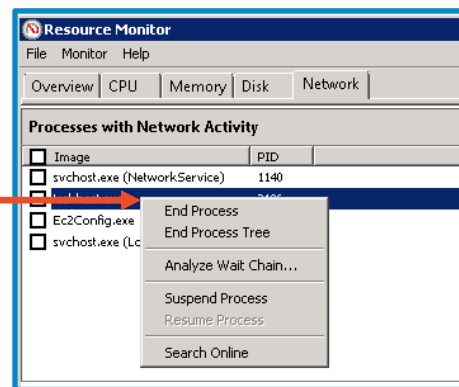 Resource Monitor
File Monitor Help
Overview CPU Memory Disk Network
Processes with Network Activity
Image PID
svchost.exe (NetworkService) 1140
Ec2Config.exe
svchost.exe (Lc
End Process
End Process Tree
Analyze Wait Chain...
Suspend Process
Resume Process
Search Online